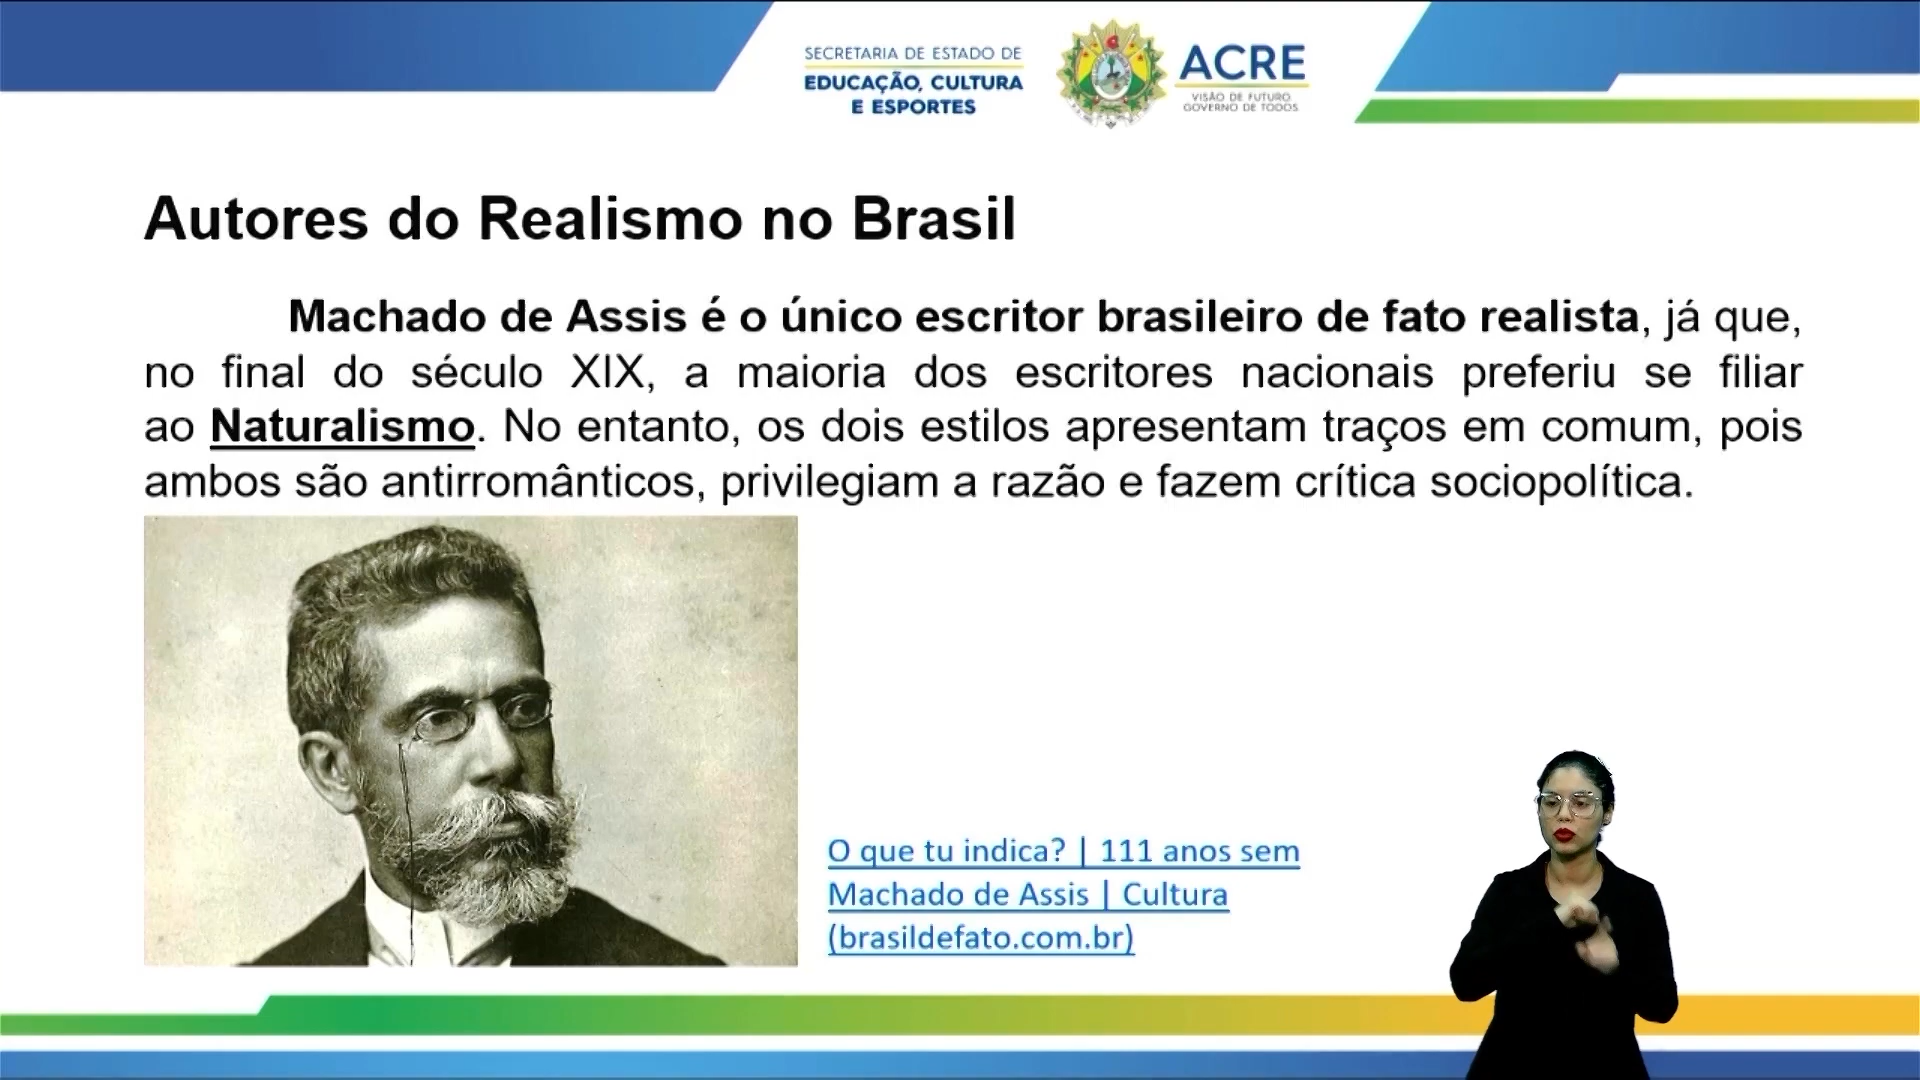 SECRETARIA DE ESTADO DE
EDUCAÇÃO, CULTURA
E ESPORTES
ACRE
VISÃO DE FUTURO
GOVERNO DE TODOS
Autores do Realismo no Brasil
Machado de Assis é o único escritor brasileiro de fato realista, já que,
no final do século XIX, a maioria dos escritores nacionais preferiu se filiar
ao Naturalismo. No entanto, os dois estilos apresentam traços em comum, pois
ambos são antirromânticos, privilegiam a razão e fazem crítica sociopolítica.
O que tu indica? | 111 anos sem
Machado de Assis | Cultura
(brasildefato.com.br)